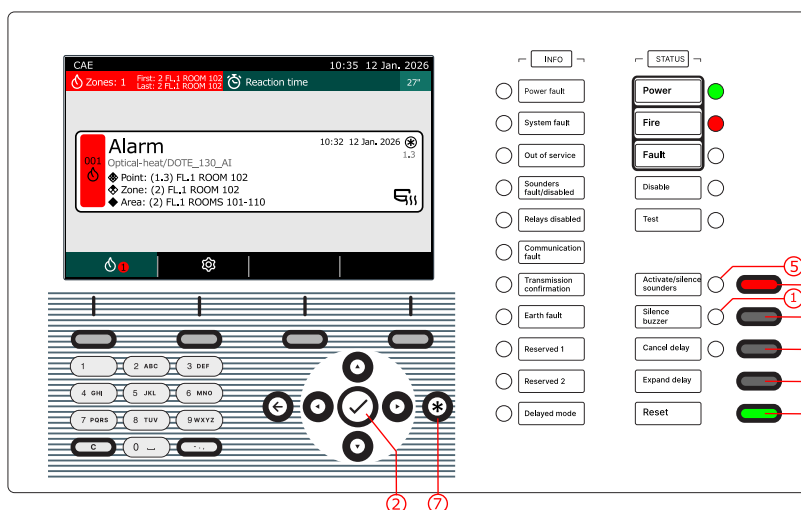 CAE 10:35 12 Jan. 2026
Zones: 1 First: 2 FL.1 ROOM 102 Reaction time 27"
Last: 2 FL.1 ROOM 102
Alarm 10:32 12 Jan. 2026
001 Optical-heat/DOTE_130_AI 1.3
Point: (1.3) FL.1 ROOM 102
Zone: (2) FL.1 ROOM 102
Area: (2) FL.1 ROOMS 101-110
1
1 2 ABC 3 DEF
4 GHI 5 JKL 6 MNO
7 PQRS 8 TUV 9 WXYZ
C 0 ⎵ *.,
2 7
INFO
Power fault
System fault
Out of service
Sounders
fault/disabled
Relays disabled
Communication
fault
Transmission
confirmation
Earth fault
Reserved 1
Reserved 2
Delayed mode
STATUS
Power
Fire
Fault
Disable
Test
5
Activate/silence
sounders
1
Silence
buzzer
Cancel delay
Expand delay
Reset